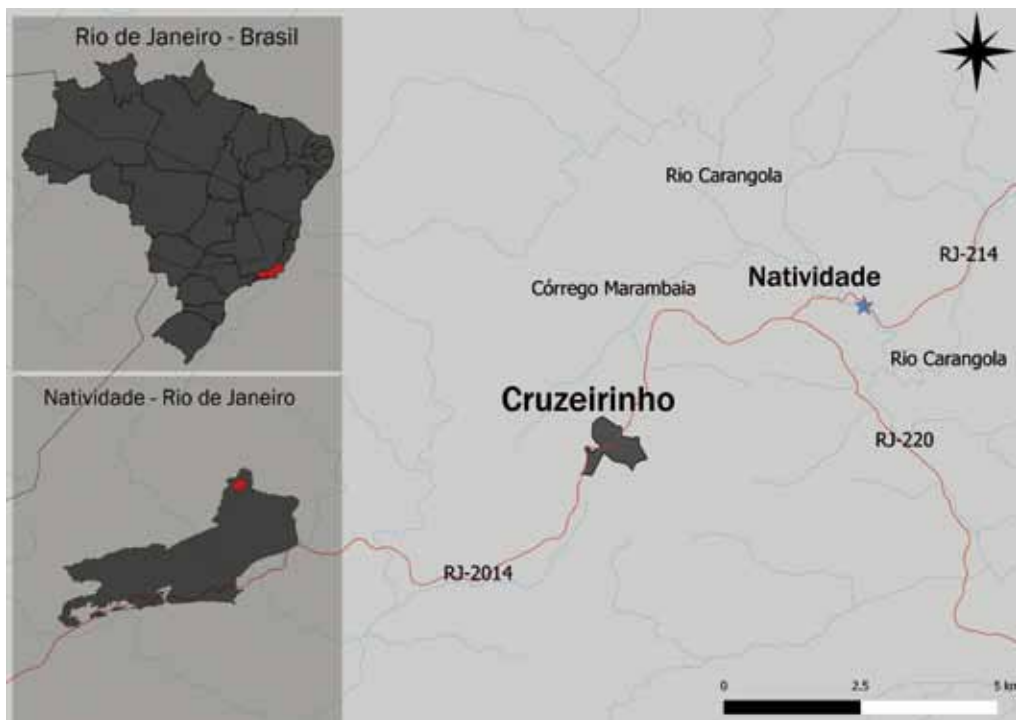 Rio de Janeiro - Brasil
Natividade - Rio de Janeiro
Rio Carangola
RJ-214
Natividade
Córrego Marambaia
Rio Carangola
Cruzeirinho
RJ-220
RJ-2014
0 2.5 5 km